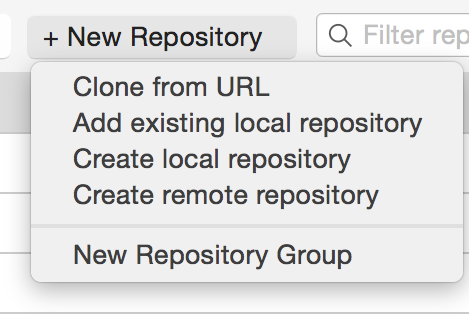 + New Repository
Filter rep
Clone from URL
Add existing local repository
Create local repository
Create remote repository
New Repository Group